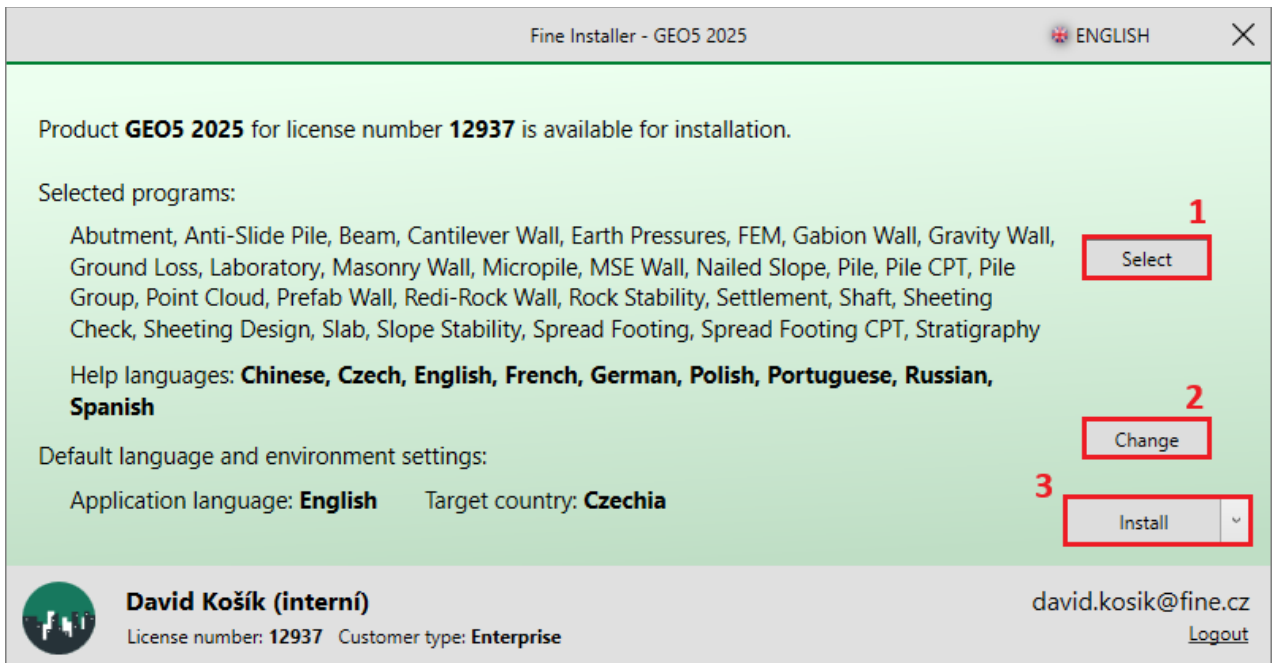 Fine Installer - GEO5 2025
ENGLISH
Product GEO5 2025 for license number 12937 is available for installation.
Selected programs:
1
Abutment, Anti-Slide Pile, Beam, Cantilever Wall, Earth Pressures, FEM, Gabion Wall, Gravity Wall,
Ground Loss, Laboratory, Masonry Wall, Micropile, MSE Wall, Nailed Slope, Pile, Pile CPT, Pile
Group, Point Cloud, Prefab Wall, Redi-Rock Wall, Rock Stability, Settlement, Shaft, Sheeting
Check, Sheeting Design, Slab, Slope Stability, Spread Footing, Spread Footing CPT, Stratigraphy
Select
Help languages: Chinese, Czech, English, French, German, Polish, Portuguese, Russian,
Spanish
2
Change
Default language and environment settings:
Application language: English Target country: Czechia
3
Install
David Košík (interní)
License number: 12937 Customer type: Enterprise
david.kosik@fine.cz
Logout